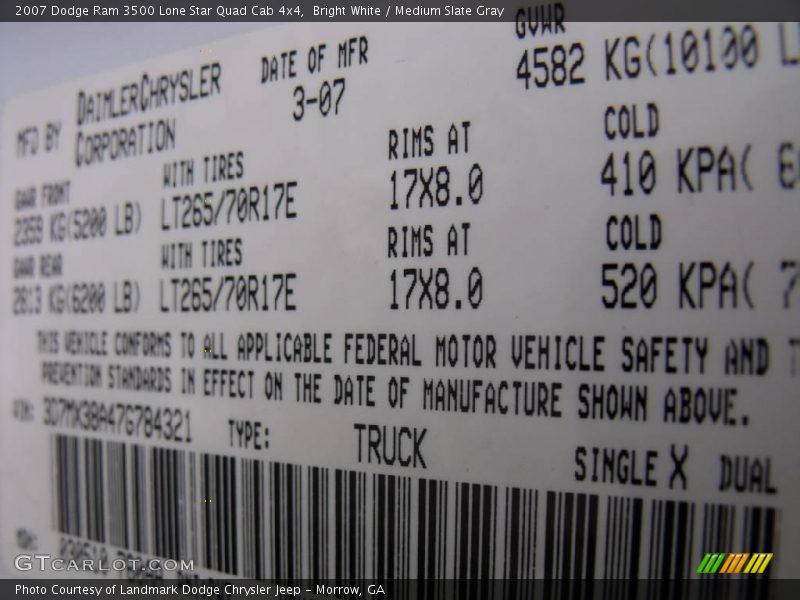 2007 Dodge Ram 3500 Lone Star Quad Cab 4x4,  Bright White / Medium Slate Gray
GVWR
MFD BY DAIMLERCHRYSLER CORPORATION DATE OF MFR 3-07 4582 KG(10100
GAWR FRONT WITH TIRES RIMS AT COLD
2359 KG(5200 LB) LT265/70R17E 17X8.0 410 KPA(
GAWR REAR WITH TIRES RIMS AT COLD
2813 KG(6200 LB) LT265/70R17E 17X8.0 520 KPA(
THIS VEHICLE CONFORMS TO ALL APPLICABLE FEDERAL MOTOR VEHICLE SAFETY AND
PREVENTION STANDARDS IN EFFECT ON THE DATE OF MANUFACTURE SHOWN ABOVE.
VIN: 3D7MX38A47G784321 TYPE: TRUCK SINGLE X DUAL
GTCarlot.com
Photo Courtesy of Landmark Dodge Chrysler Jeep – Morrow, GA